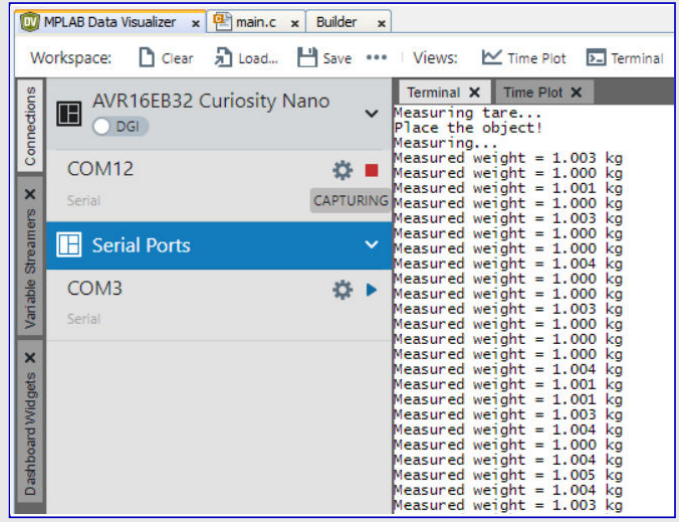 MPLAB Data Visualizer x main.c x Builder x
Workspace: Clear Load... Save ••• Views: Time Plot Terminal
Connections
Variable Streamers X
Dashboard Widgets X
AVR16EB32 Curiosity Nano
DGI
COM12
Serial CAPTURING
Serial Ports
COM3
Serial
Terminal X Time Plot X
Measuring tare...
Place the object!
Measuring...
Measured weight = 1.003 kg
Measured weight = 1.000 kg
Measured weight = 1.001 kg
Measured weight = 1.000 kg
Measured weight = 1.003 kg
Measured weight = 1.000 kg
Measured weight = 1.000 kg
Measured weight = 1.004 kg
Measured weight = 1.000 kg
Measured weight = 1.000 kg
Measured weight = 1.003 kg
Measured weight = 1.000 kg
Measured weight = 1.000 kg
Measured weight = 1.000 kg
Measured weight = 1.004 kg
Measured weight = 1.001 kg
Measured weight = 1.001 kg
Measured weight = 1.003 kg
Measured weight = 1.004 kg
Measured weight = 1.000 kg
Measured weight = 1.004 kg
Measured weight = 1.005 kg
Measured weight = 1.004 kg
Measured weight = 1.003 kg